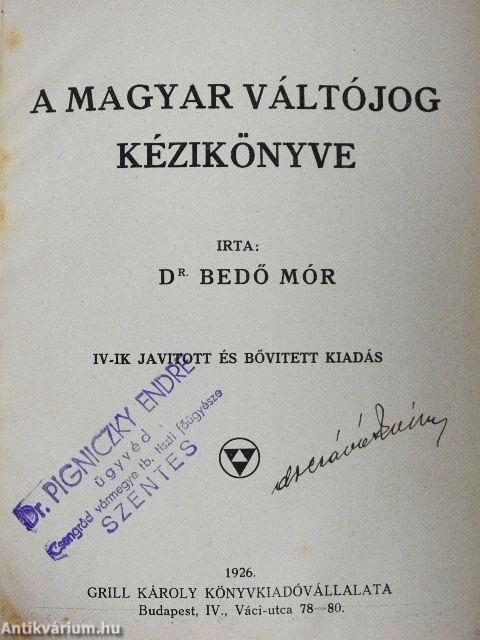 A MAGYAR VÁLTÓJOG
KÉZIKÖNYVE
IRTA:
DR. BEDŐ MÓR
IV-IK JAVITOTT ÉS BŐVITETT KIADÁS
Dr. PIGNICZKY ENDRE
ügyvéd
Csongrád vármegye tb. tiszti főügyésze
SZENTES
1926.
GRILL KÁROLY KÖNYVKIADÓVÁLLALATA
Budapest, IV., Váci-utca 78—80.
Antikvárium.hu